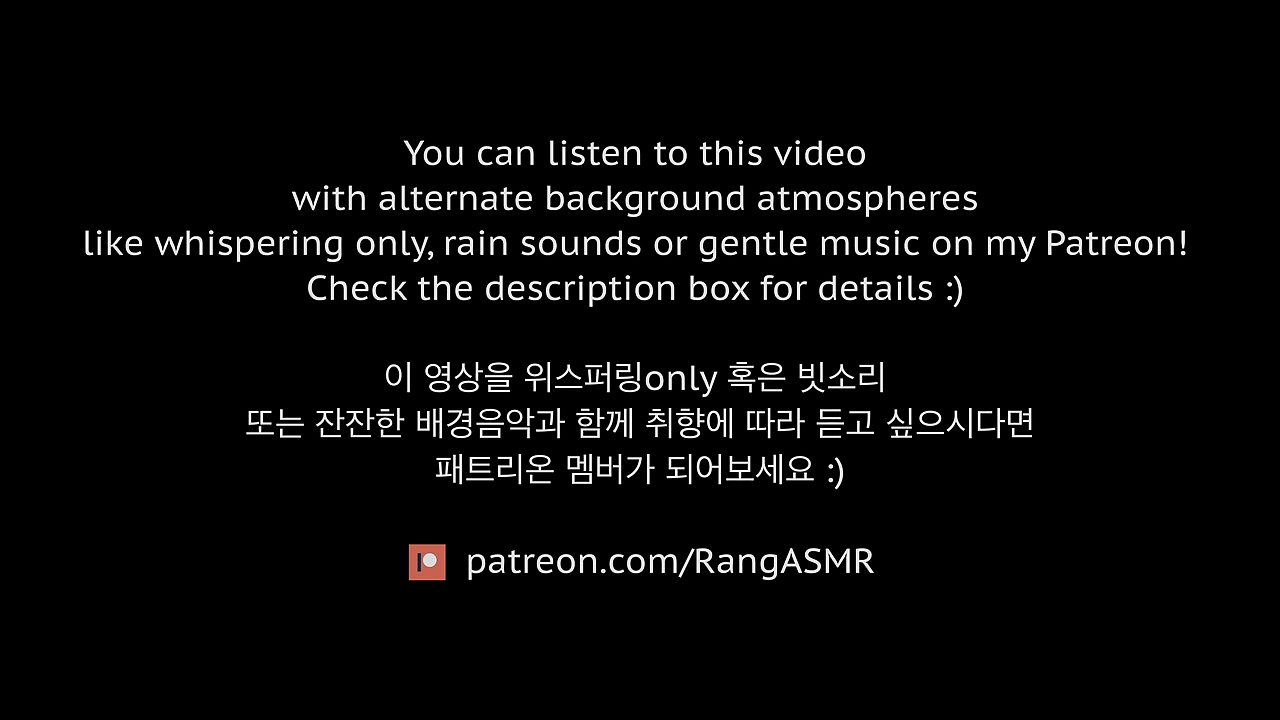 You can listen to this video
with alternate background atmospheres
like whispering only, rain sounds or gentle music on my Patreon!
Check the description box for details :)
이 영상을 위스퍼링only 혹은 빗소리
또는 잔잔한 배경음악과 함께 취향에 따라 듣고 싶으시다면
패트리온 멤버가 되어보세요 :)
patreon.com/RangASMR